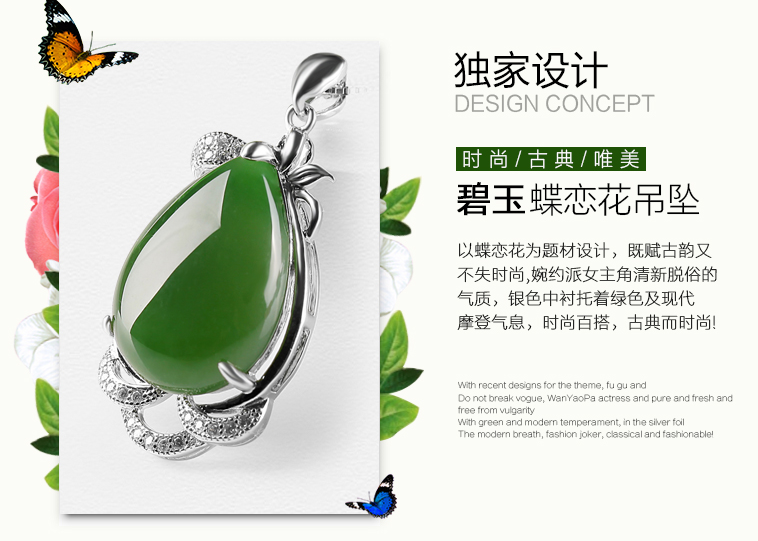 独家设计
DESIGN CONCEPT
时尚/古典/唯美
碧玉蝶恋花吊坠
以蝶恋花为题材设计，既赋古韵又
不失时尚,婉约派女主角清新脱俗的
气质，银色中衬托着绿色及现代
摩登气息，时尚百搭，古典而时尚!
With recent designs for the theme, fu gu and
Do not break vogue, WanYaoPa actress and pure and fresh and
free from vulgarity
With green and modern temperament, in the silver foil
The modern breath, fashion joker, classical and fashionable!